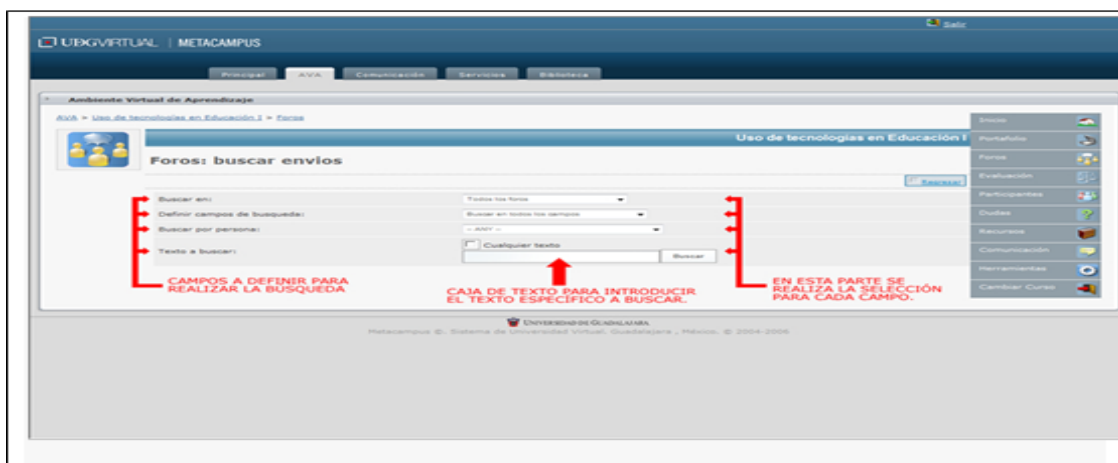 Salir
UDGVIRTUAL | METACAMPUS
Principal AVA Comunicación Servicios Biblioteca
Ambiente Virtual de Aprendizaje
AVA > Uso de tecnologías en Educación I > Foros
Uso de tecnologías en Educación I
Foros: buscar envios
Regresar
Buscar en: Todos los foros
Definir campos de busqueda: Buscar en todos los campos
Buscar por persona: -- ANY --
Cualquier texto
Texto a buscar: Buscar
CAMPOS A DEFINIR PARA
REALIZAR LA BÚSQUEDA
CAJA DE TEXTO PARA INTRODUCIR
EL TEXTO ESPECÍFICO A BUSCAR.
EN ESTA PARTE SE
REALIZA LA SELECCIÓN
PARA CADA CAMPO.
Inicio
Portafolio
Foros
Evaluación
Participantes
Dudas
Recursos
Comunicación
Herramientas
Cambiar Curso
UNIVERSIDAD DE GUADALAJARA
Metacampus ©. Sistema de Universidad Virtual. Guadalajara , México. © 2004-2006